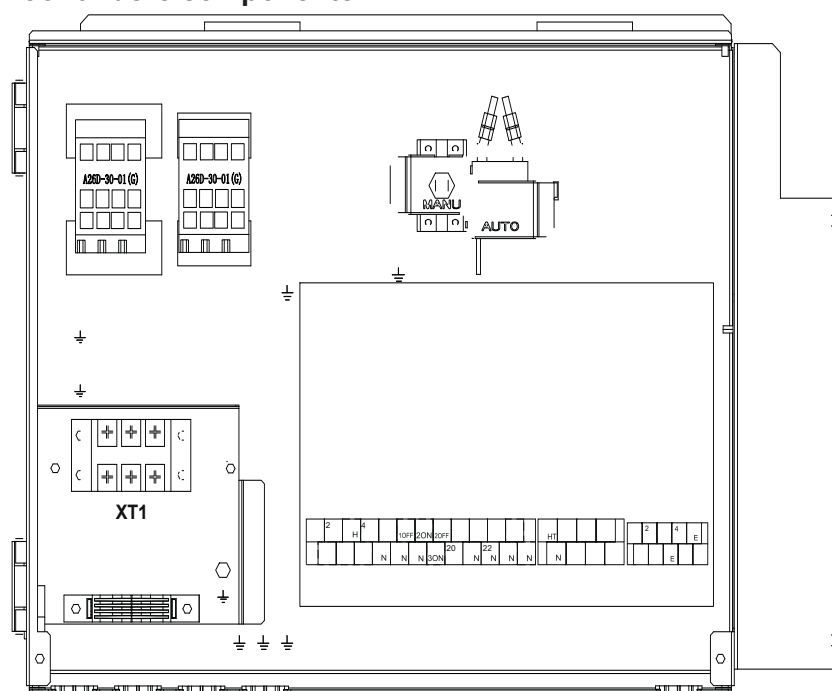 A26D-30-01(G) A26D-30-01(G)
MANU
AUTO
XT1
2 4 H 1OFF 2ON 2OFF HT 2 4 E
N N N 3ON 20 N 22 N N N N E